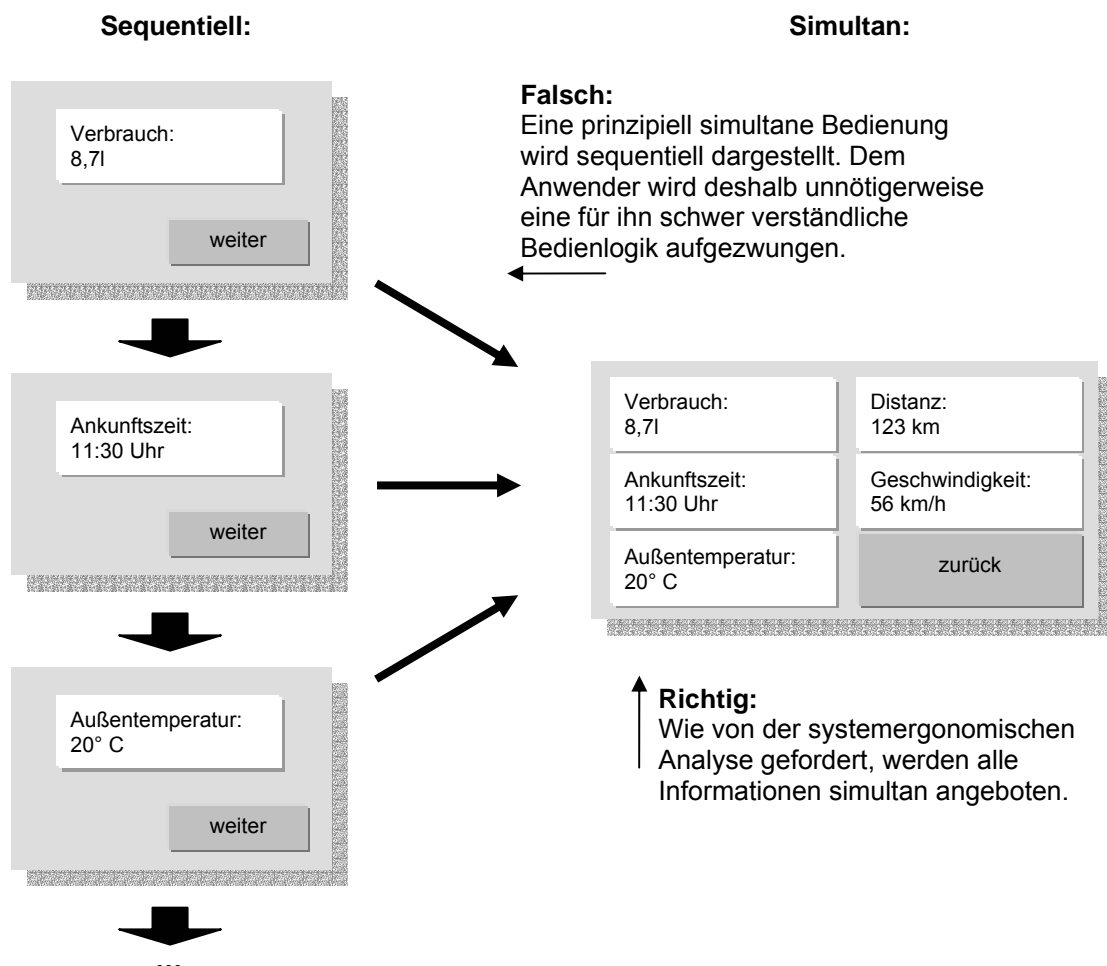 Sequentiell:
Simultan:
Verbrauch:
8,7l
weiter
Ankunftszeit:
11:30 Uhr
weiter
Außentemperatur:
20° C
weiter
...
Falsch:
Eine prinzipiell simultane Bedienung
wird sequentiell dargestellt. Dem
Anwender wird deshalb unnötigerweise
eine für ihn schwer verständliche
Bedienlogik aufgezwungen.
Verbrauch:
8,7l
Distanz:
123 km
Ankunftszeit:
11:30 Uhr
Geschwindigkeit:
56 km/h
Außentemperatur:
20° C
zurück
Richtig:
Wie von der systemergonomischen
Analyse gefordert, werden alle
Informationen simultan angeboten.